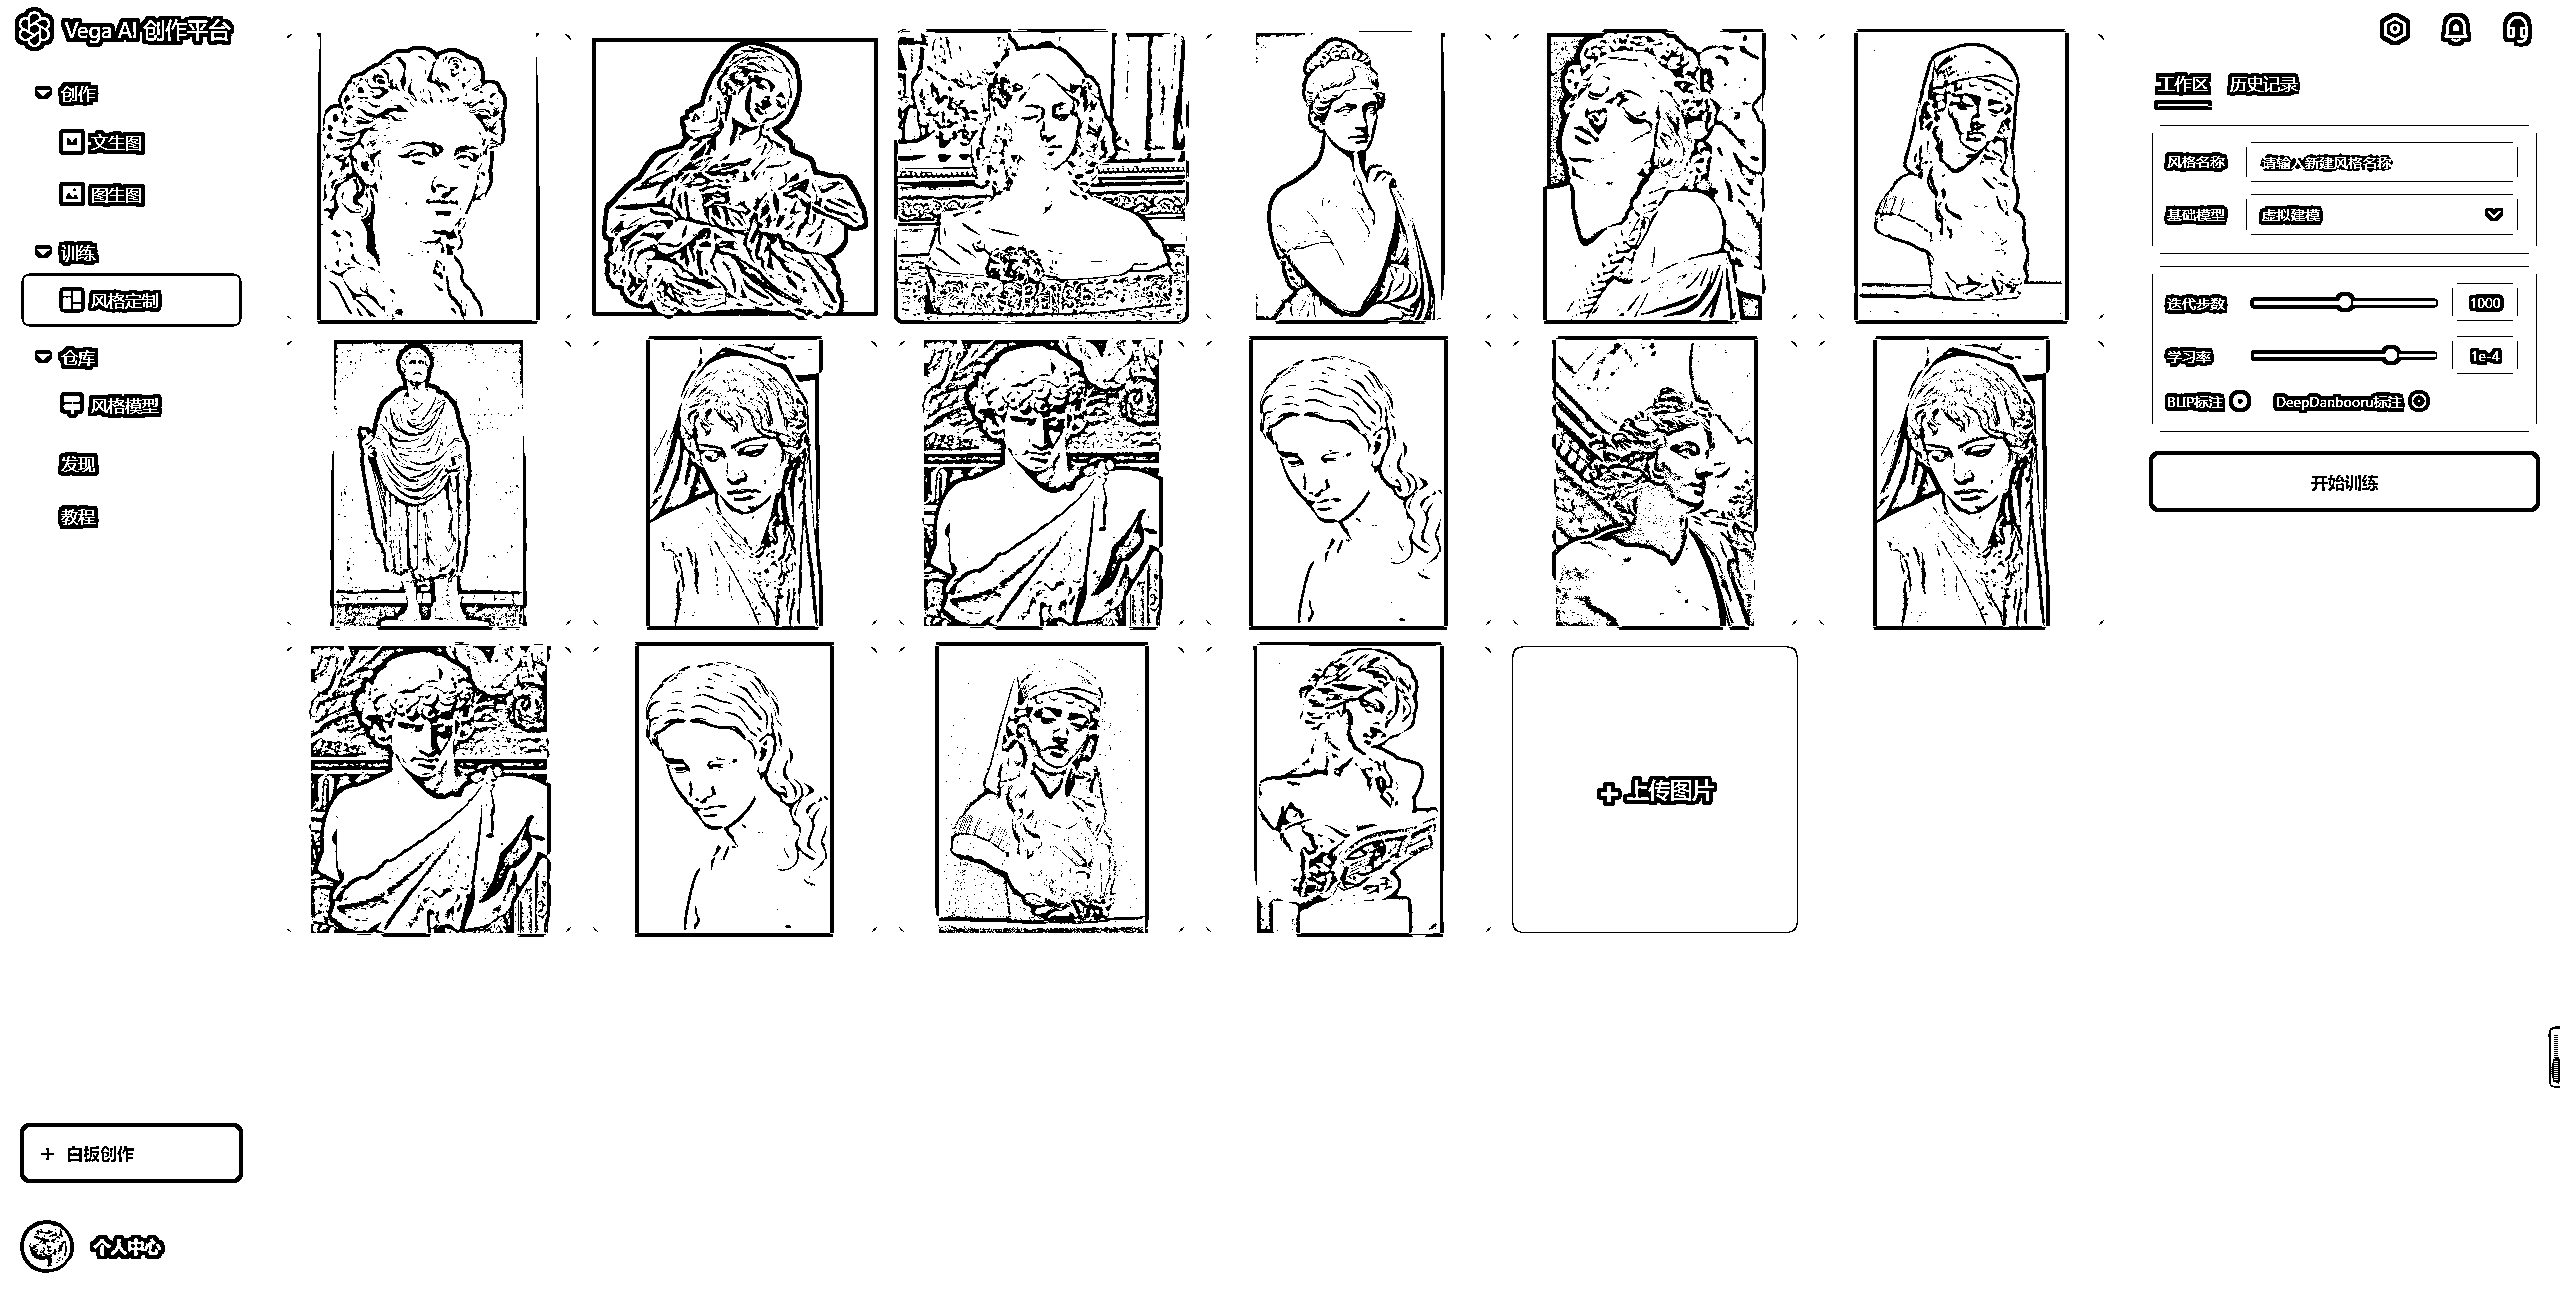 Vega AI 创作平台
创作
文生图
图生图
训练
风格定制
仓库
风格模型
发现
教程
+ 白板创作
个人中心
+ 上传图片
工作区 历史记录
风格名称 请输入新建风格名称
基础模型 虚拟建模
迭代步数 1000
学习率 1e-4
BLIP标注 DeepDanbooru标注
开始训练